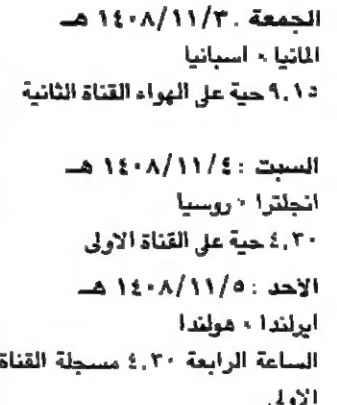 الجمعة .١٤٠٨/١١/٣ هـ
المانيا × اسبانيا
٩,١٥ حية على الهواء القناة الثانية
السبت : ١٤٠٨/١١/٤ هـ
انجلترا × روسيا
٤,٣٠ حية على القناة الاولى
الاحد : ١٤٠٨/١١/٥ هـ
ايرلندا × هولندا
الساعة الرابعة ٤,٣٠ مسجلة القناة
الاولى